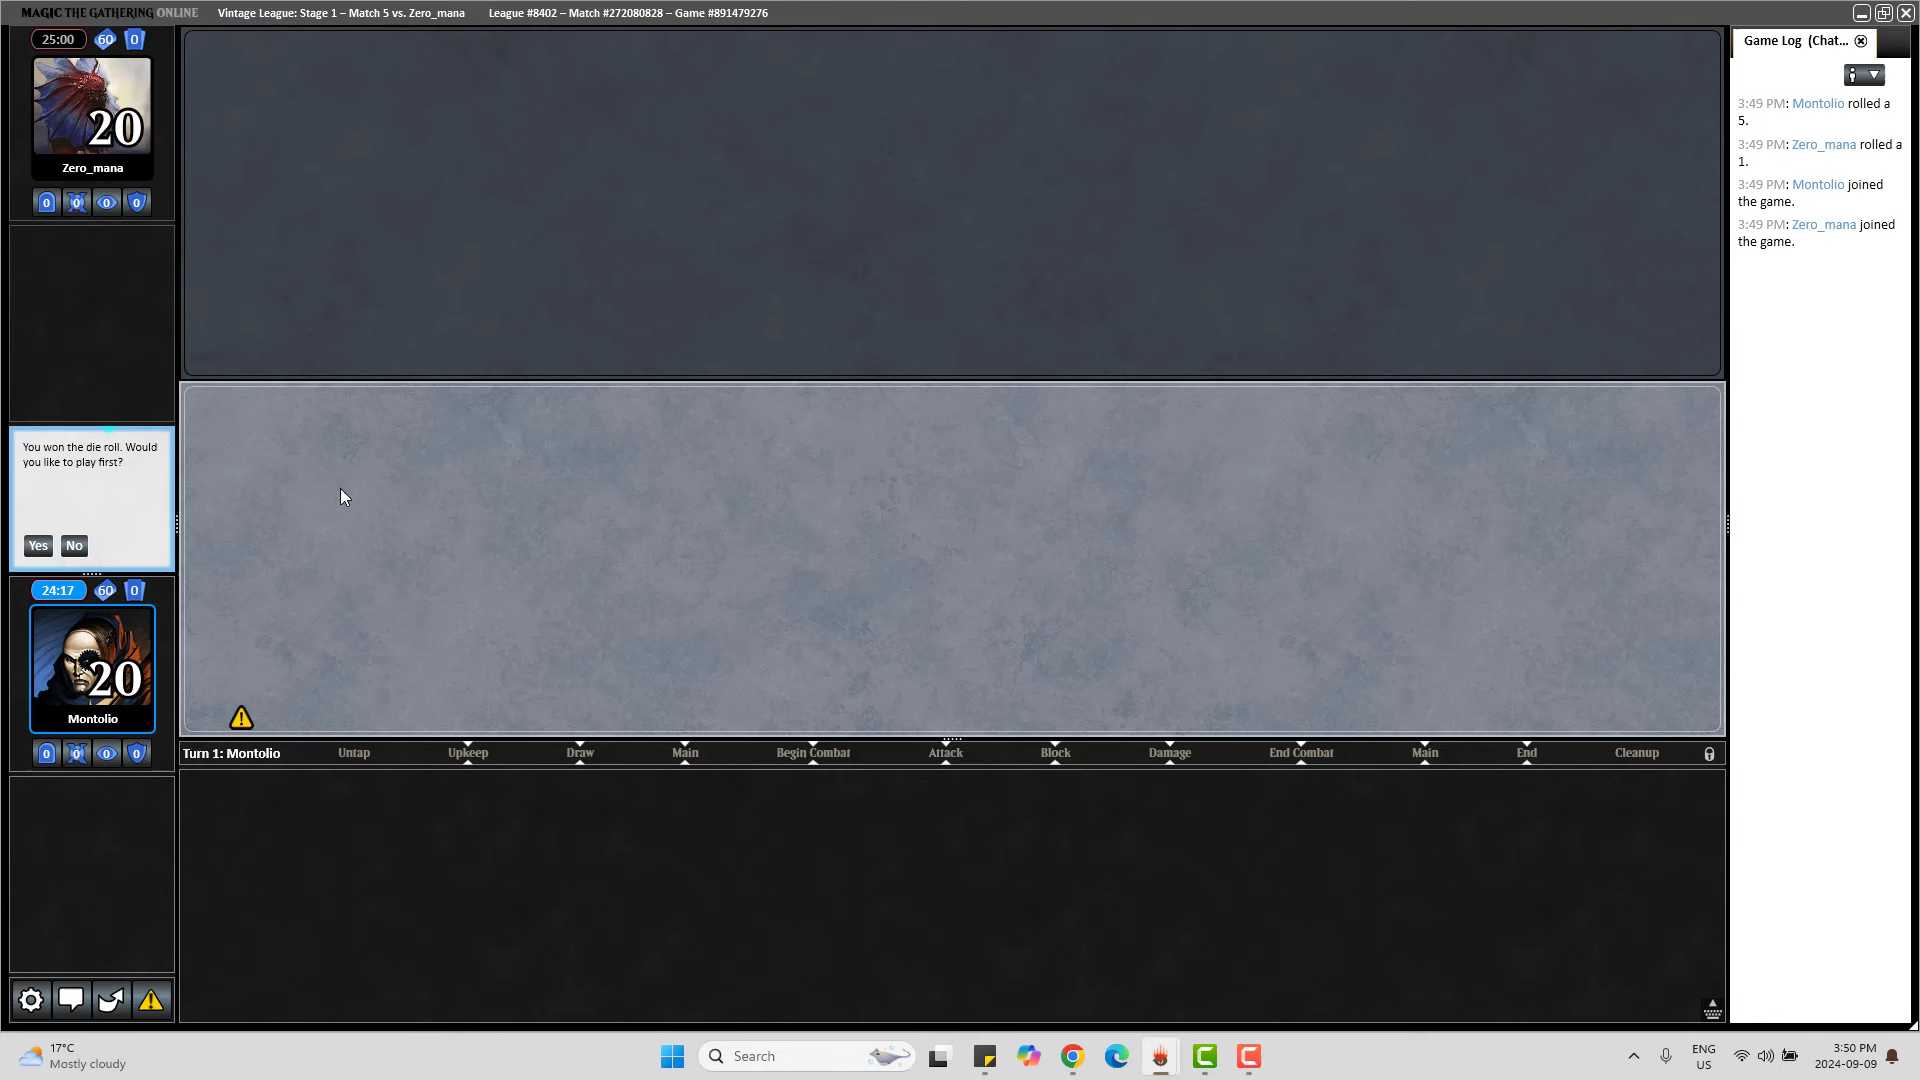 MAGIC THE GATHERING ONLINE
Vintage League: Stage 1 – Match 5 vs. Zero_mana
League #8402 – Match #272080828 – Game #891479276
25:00
60
0
20
Zero_mana
0
0
0
0
You won the die roll. Would
you like to play first?
Yes
No
24:17
60
0
20
Montolio
0
0
0
0
Turn 1: Montolio
Untap
Upkeep
Draw
Main
Begin Combat
Attack
Block
Damage
End Combat
Main
End
Cleanup
Game Log (Chat...
3:49 PM: Montolio rolled a
5.
3:49 PM: Zero_mana rolled a
1.
3:49 PM: Montolio joined
the game.
3:49 PM: Zero_mana joined
the game.
17°C
Mostly cloudy
Search
ENG
US
3:50 PM
2024-09-09